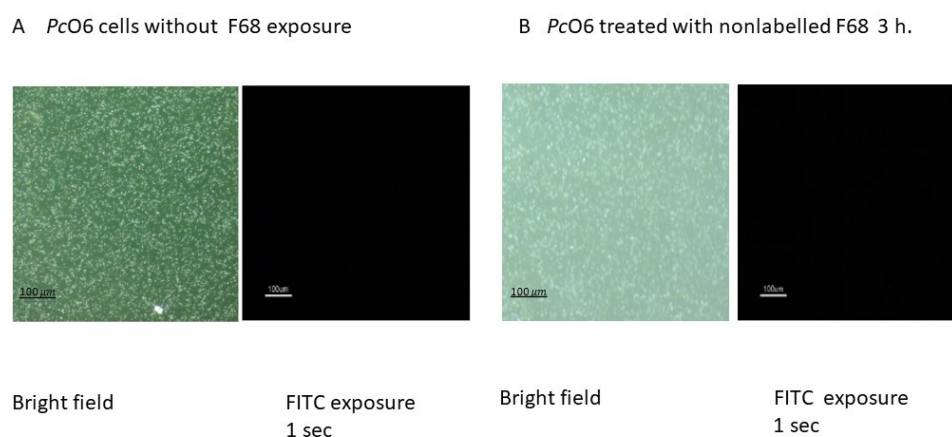 A PcO6 cells without F68 exposure
B PcO6 treated with nonlabelled F68 3 h.
100 μm
100um
100 μm
100um
Bright field
FITC exposure
1 sec
Bright field
FITC exposure
1 sec